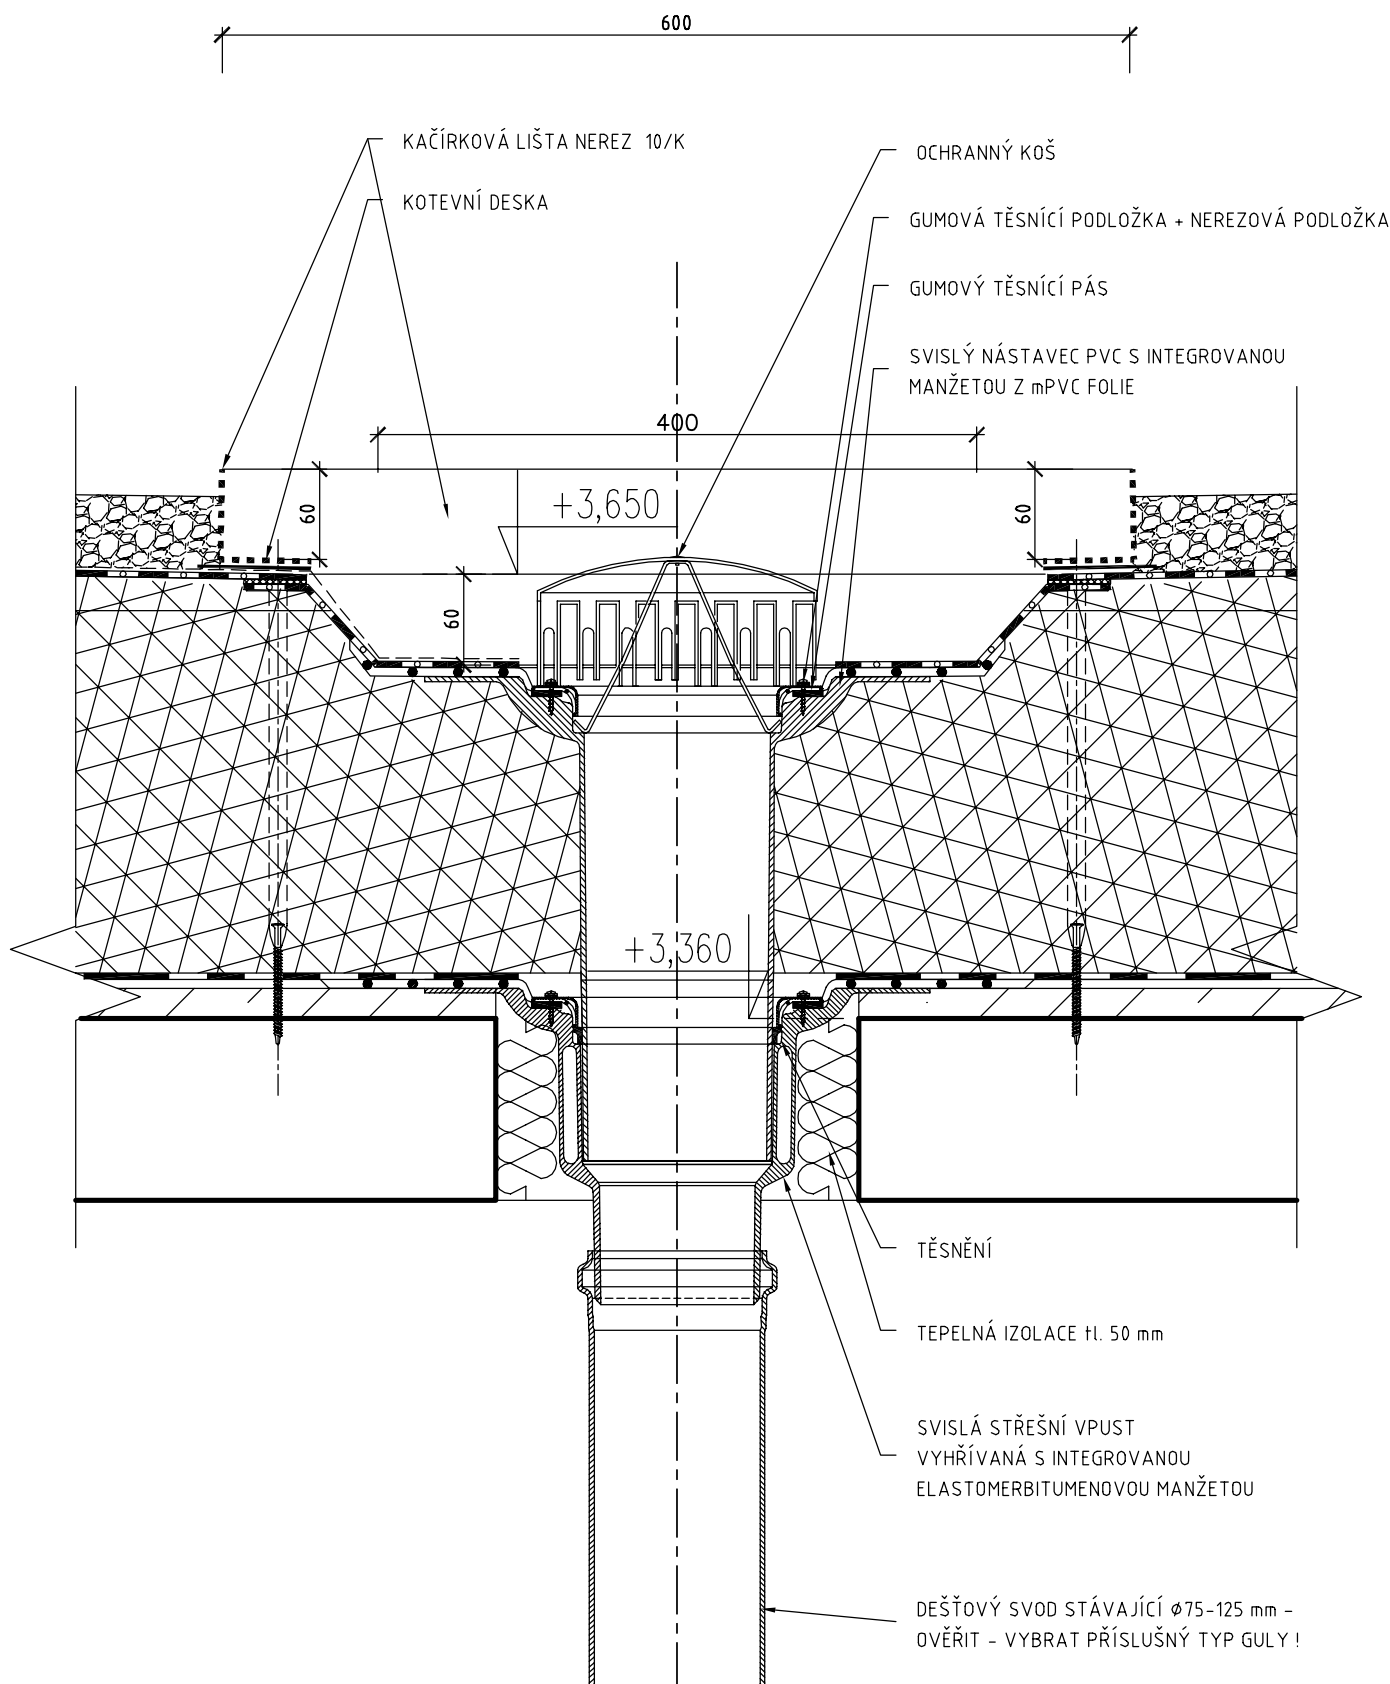 600
KAČÍRKOVÁ LIŠTA NEREZ 10/K
KOTEVNÍ DESKA
OCHRANNÝ KOŠ
GUMOVÁ TĚSNÍCÍ PODLOŽKA + NEREZOVÁ PODLOŽKA
GUMOVÝ TĚSNÍCÍ PÁS
SVISLÝ NÁSTAVEC PVC S INTEGROVANOU
MANŽETOU Z mPVC FOLIE
400
60
+3,650
60
60
+3,360
TĚSNĚNÍ
TEPELNÁ IZOLACE tl. 50 mm
SVISLÁ STŘEŠNÍ VPUST
VYHŘÍVANÁ S INTEGROVANOU
ELASTOMERBITUMENOVOU MANŽETOU
DEŠŤOVÝ SVOD STÁVAJÍCÍ Ø75-125 mm -
OVĚŘIT - VYBRAT PŘÍSLUŠNÝ TYP GULY !